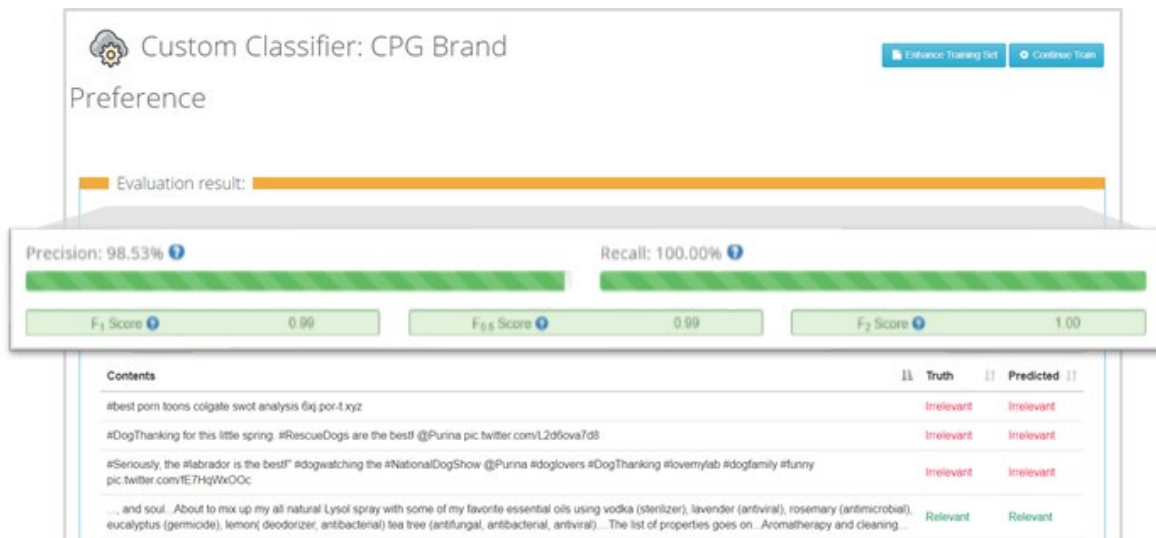 Custom Classifier: CPG Brand
Enhance Training Set
Continue Train
Preference
Evaluation result:
Precision: 98.53%
Recall: 100.00%
F1 Score 0.99
F0.5 Score 0.99
F2 Score 1.00
Contents Truth Predicted
#best porn toons colgate swot analysis 6xj.por-t.xyz Irrelevant Irrelevant
#DogThanking for this little spring. #RescueDogs are the best! @Purina pic.twitter.com/L2d6ova7d8 Irrelevant Irrelevant
#Seriously, the #labrador is the best!" #dogwatching the #NationalDogShow @Purina #doglovers #DogThanking #lovemylab #dogfamily #funny
pic.twitter.com/fE7HqWxOOc Irrelevant Irrelevant
..., and soul...About to mix up my all natural Lysol spray with some of my favorite essential oils using vodka (sterilizer), lavender (antiviral), rosemary (antimicrobial),
eucalyptus (germicide), lemon( deodorizer, antibacterial) tea tree (antifungal, antibacterial, antiviral)....The list of properties goes on...Aromatherapy and cleaning... Relevant Relevant